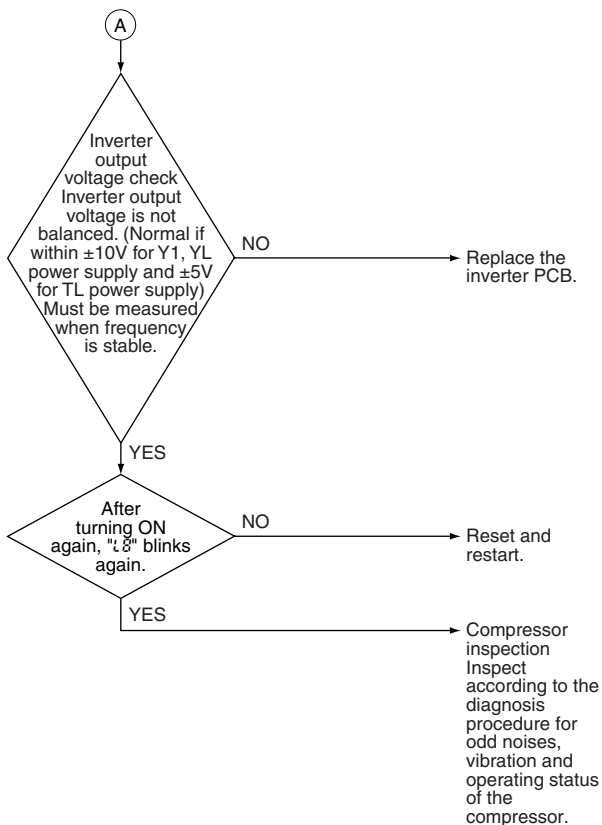 A
Inverter
output
voltage check
Inverter output
voltage is not
balanced. (Normal if
within ±10V for Y1, YL
power supply and ±5V
for TL power supply)
Must be measured
when frequency
is stable.
NO
Replace the
inverter PCB.
YES
After
turning ON
again, "L8" blinks
again.
NO
Reset and
restart.
YES
Compressor
inspection
Inspect
according to the
diagnosis
procedure for
odd noises,
vibration and
operating status
of the
compressor.